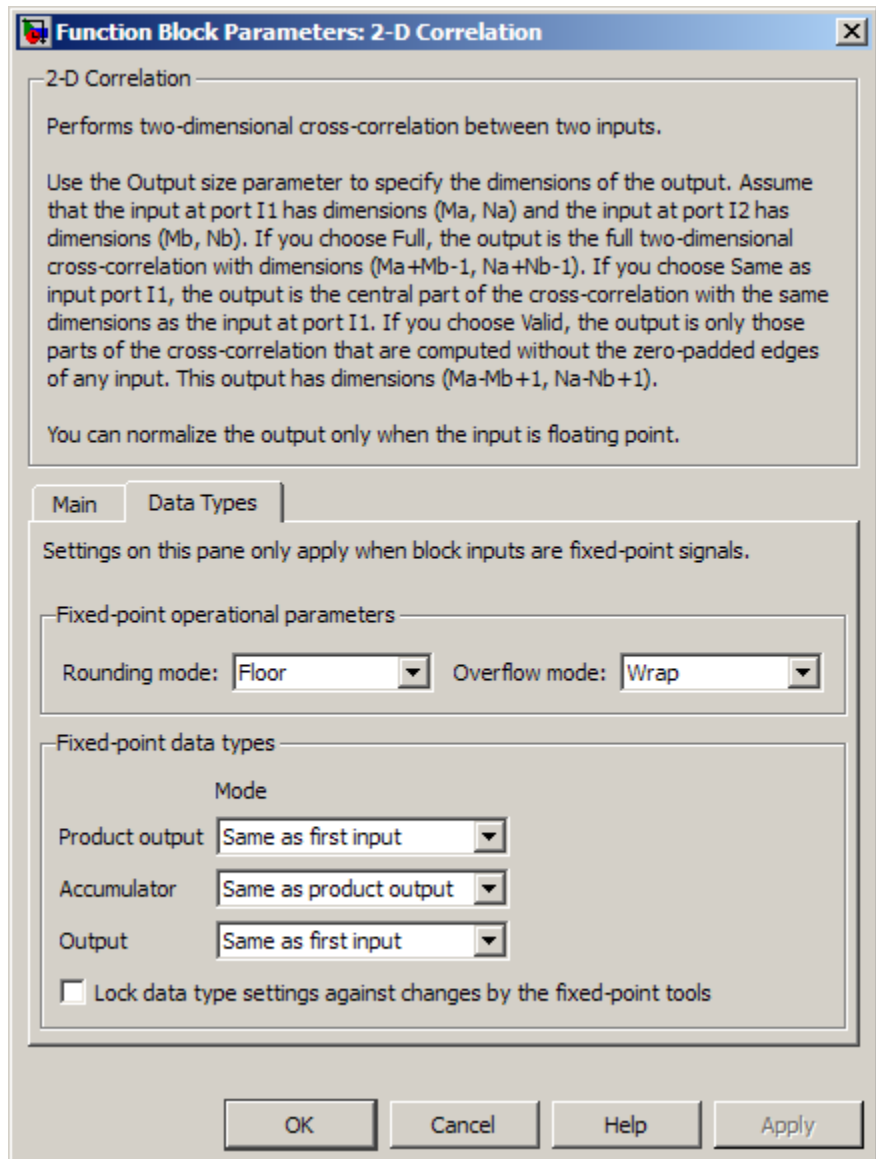 Function Block Parameters: 2-D Correlation
2-D Correlation
Performs two-dimensional cross-correlation between two inputs.
Use the Output size parameter to specify the dimensions of the output. Assume
that the input at port I1 has dimensions (Ma, Na) and the input at port I2 has
dimensions (Mb, Nb). If you choose Full, the output is the full two-dimensional
cross-correlation with dimensions (Ma+Mb-1, Na+Nb-1). If you choose Same as
input port I1, the output is the central part of the cross-correlation with the same
dimensions as the input at port I1. If you choose Valid, the output is only those
parts of the cross-correlation that are computed without the zero-padded edges
of any input. This output has dimensions (Ma-Mb+1, Na-Nb+1).
You can normalize the output only when the input is floating point.
Main Data Types
Settings on this pane only apply when block inputs are fixed-point signals.
Fixed-point operational parameters
Rounding mode: Floor Overflow mode: Wrap
Fixed-point data types
Mode
Product output Same as first input
Accumulator Same as product output
Output Same as first input
Lock data type settings against changes by the fixed-point tools
OK Cancel Help Apply